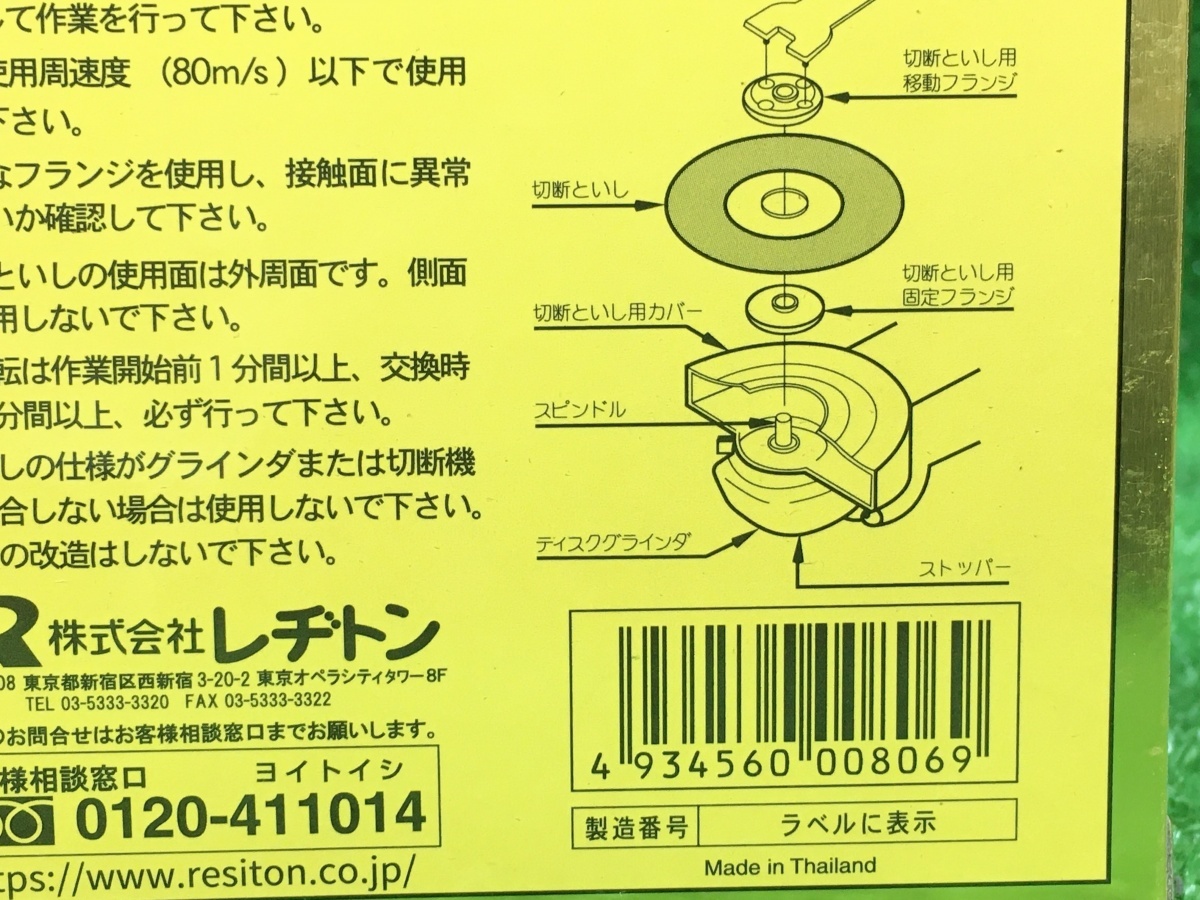 して作業を行って下さい。
使用周速度 （80m/s）以下で使用
下さい。
なフランジを使用し、接触面に異常
いか確認して下さい。
といしの使用面は外周面です。側面
用しないで下さい。
転は作業開始前1分間以上、交換時
分間以上、必ず行って下さい。
しの仕様がグラインダまたは切断機
合しない場合は使用しないで下さい。
の改造はしないで下さい。
切断といし用
移動フランジ
切断といし
切断といし用
固定フランジ
切断といし用カバー
スピンドル
ディスクグラインダ
ストッパー
R 株式会社レヂトン
08 東京都新宿区西新宿3-20-2 東京オペラシティタワー8F
TEL 03-5333-3320 FAX 03-5333-3322
のお問合せはお客様相談窓口までお願いします。
様相談窓口 ヨイトイシ
0120-411014
tps://www.resiton.co.jp/
4 934560 008069
製造番号 ラベルに表示
Made in Thailand